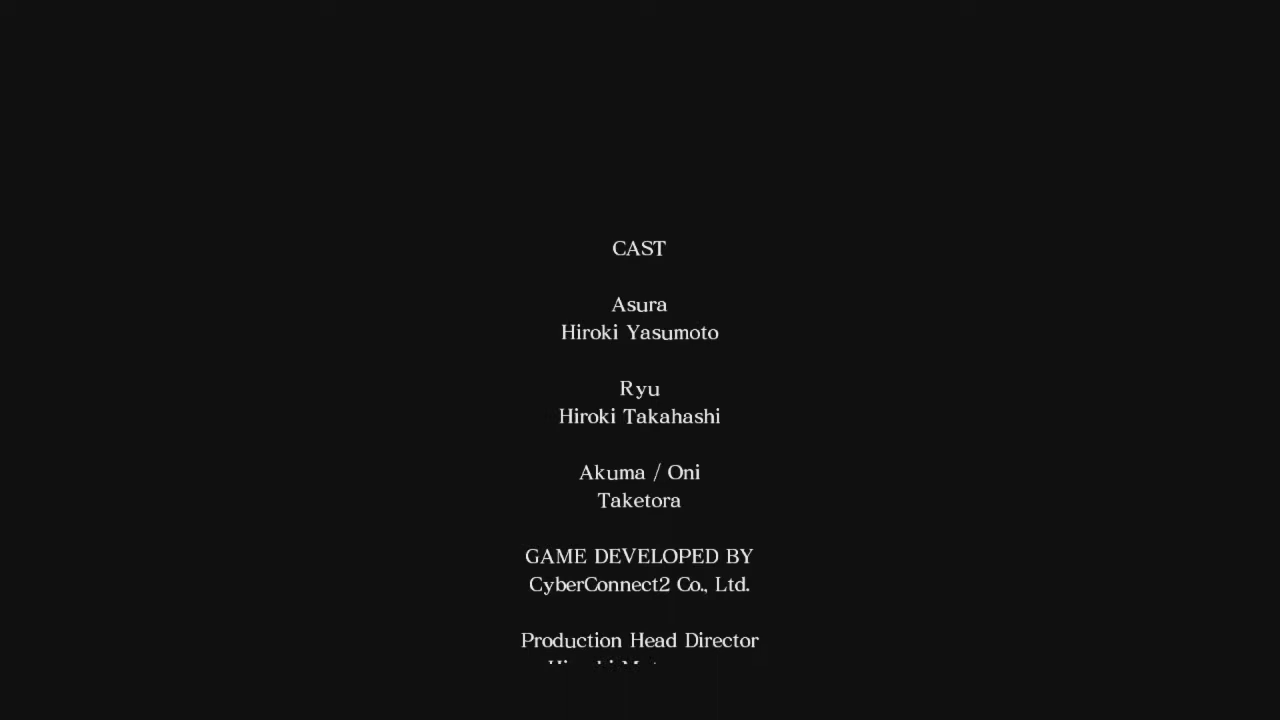 CAST
Asura
Hiroki Yasumoto
Ryu
Hiroki Takahashi
Akuma / Oni
Taketora
GAME DEVELOPED BY
CyberConnect2 Co., Ltd.
Production Head Director